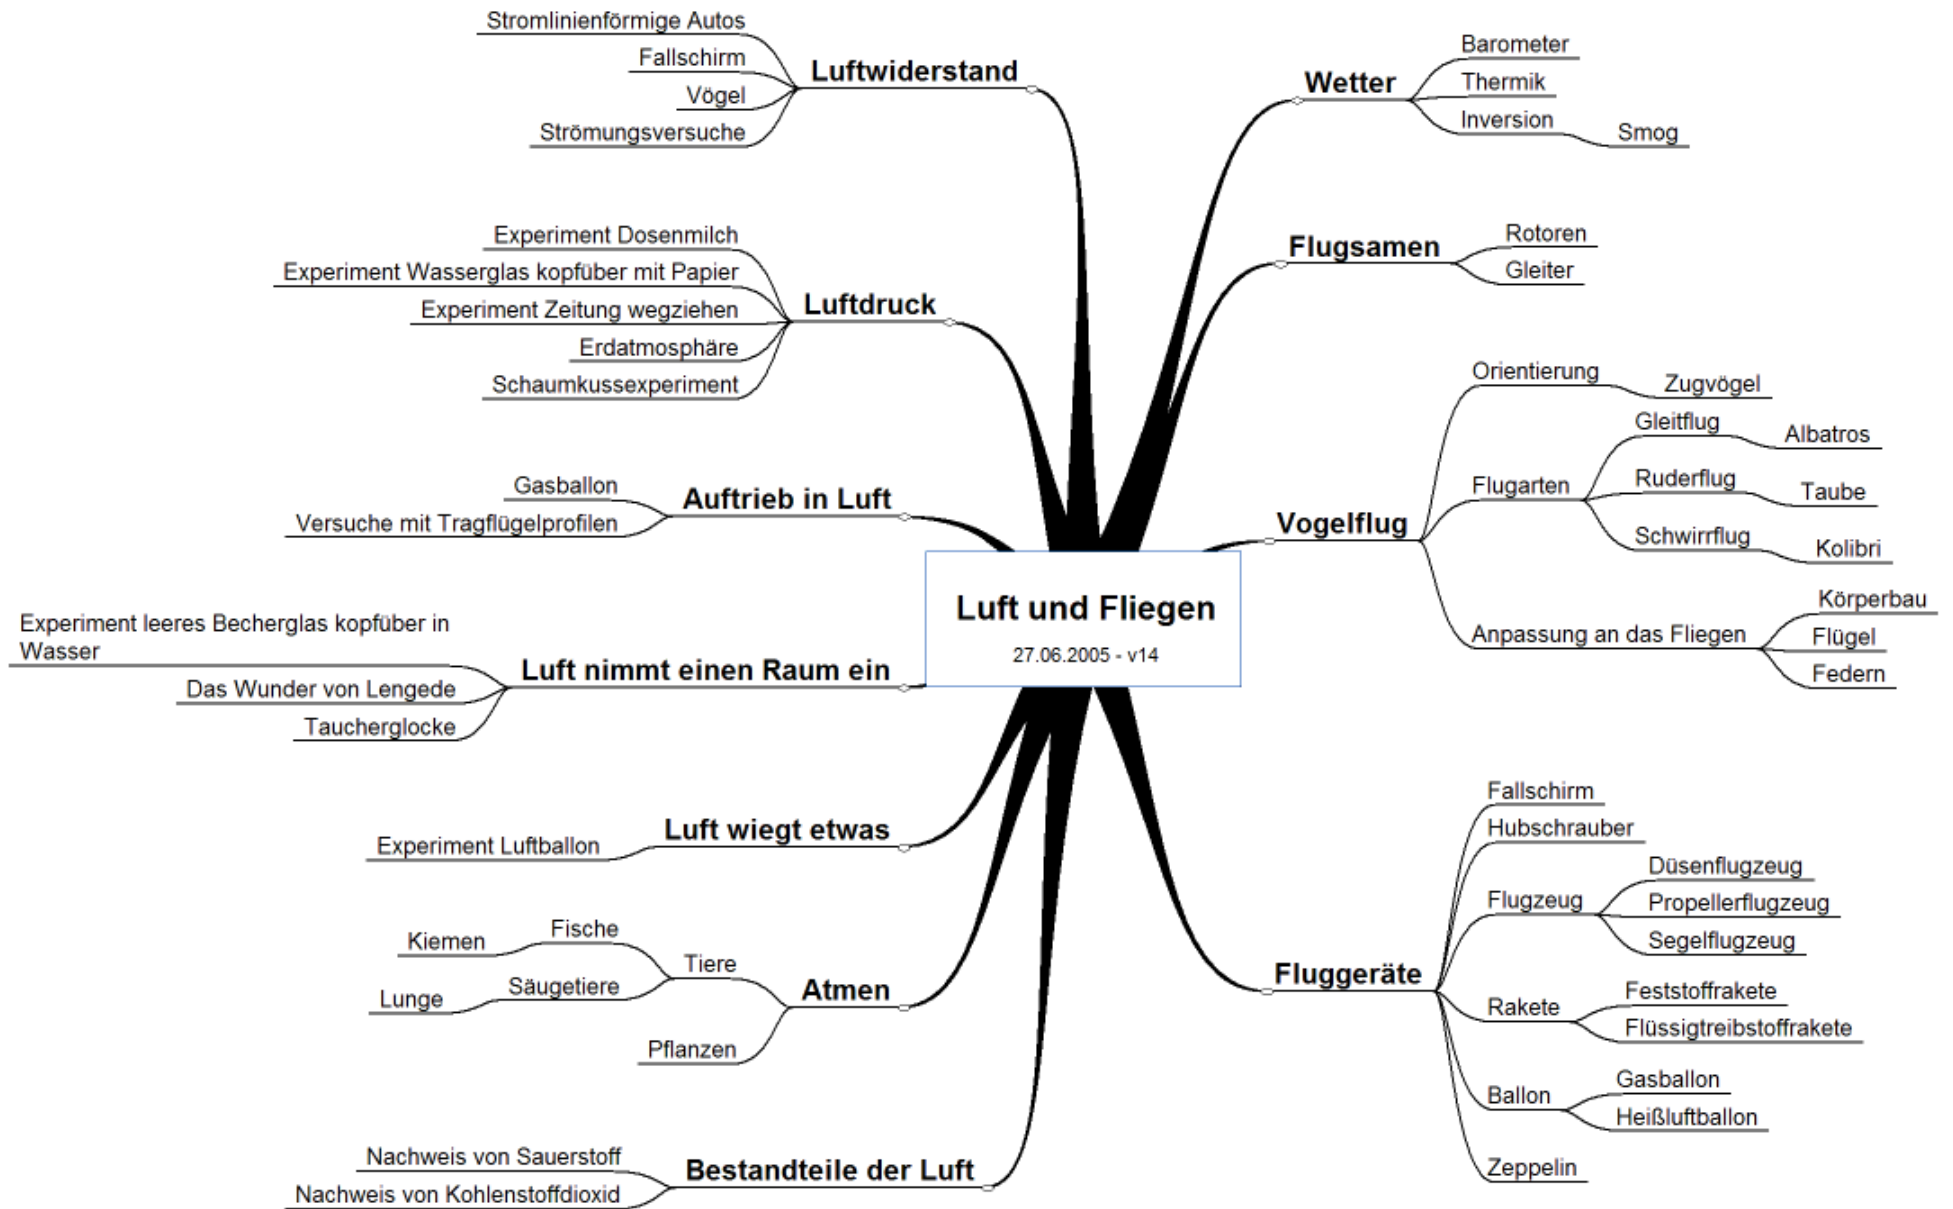 Luft und Fliegen
27.06.2005 - v14
Luftwiderstand
Stromlinienförmige Autos
Fallschirm
Vögel
Strömungsversuche
Luftdruck
Experiment Dosenmilch
Experiment Wasserglas kopfüber mit Papier
Experiment Zeitung wegziehen
Erdatmosphäre
Schaumkussexperiment
Auftrieb in Luft
Gasballon
Versuche mit Tragflügelprofilen
Luft nimmt einen Raum ein
Experiment leeres Becherglas kopfüber in
Wasser
Das Wunder von Lengede
Taucherglocke
Luft wiegt etwas
Experiment Luftballon
Atmen
Tiere
Fische
Kiemen
Säugetiere
Lunge
Pflanzen
Bestandteile der Luft
Nachweis von Sauerstoff
Nachweis von Kohlenstoffdioxid
Wetter
Barometer
Thermik
Inversion
Smog
Flugsamen
Rotoren
Gleiter
Vogelflug
Orientierung
Zugvögel
Flugarten
Gleitflug
Albatros
Ruderflug
Taube
Schwirrflug
Kolibri
Anpassung an das Fliegen
Körperbau
Flügel
Federn
Fluggeräte
Fallschirm
Hubschrauber
Flugzeug
Düsenflugzeug
Propellerflugzeug
Segelflugzeug
Rakete
Feststoffrakete
Flüssigtreibstoffrakete
Ballon
Gasballon
Heißluftballon
Zeppelin